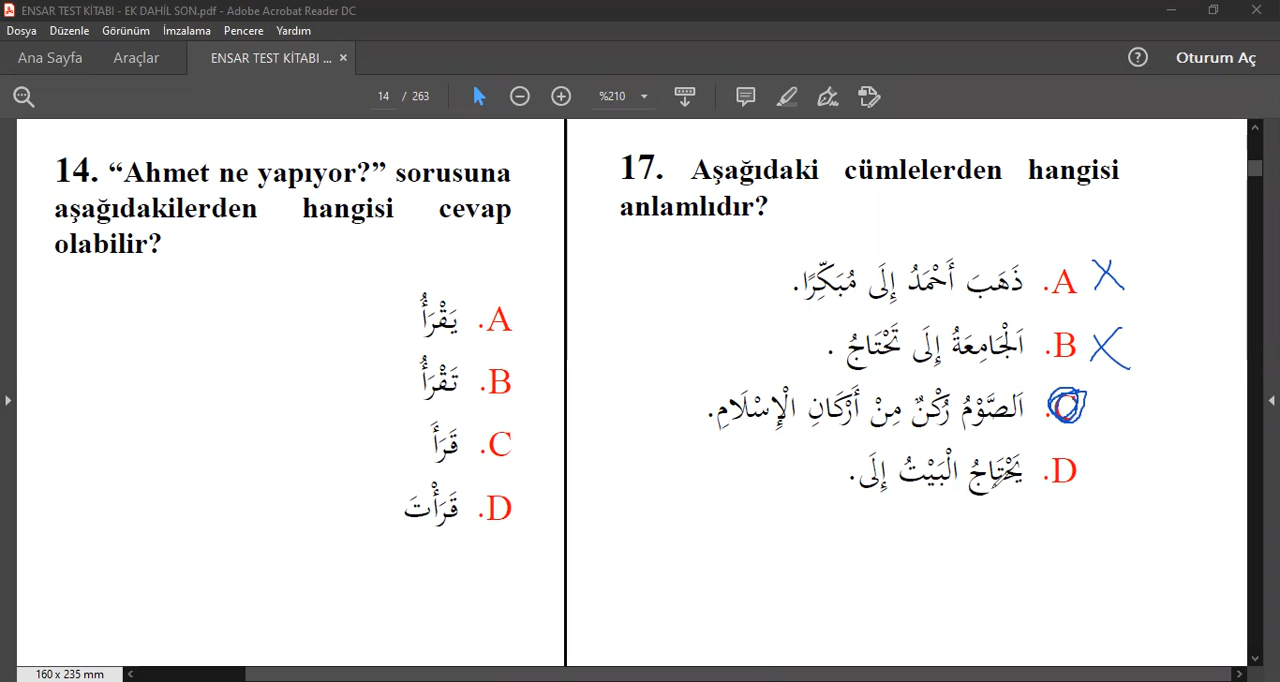 ENSAR TEST KİTABI - EK DAHİL SON.pdf - Adobe Acrobat Reader DC
Dosya Düzenle Görünüm İmzalama Pencere Yardım
Ana Sayfa Araçlar ENSAR TEST KİTABI ... × ? Oturum Aç
14 / 263 %210
14. “Ahmet ne yapıyor?” sorusuna
aşağıdakilerden hangisi cevap
olabilir?
A. يَقْرَأُ
B. تَقْرَأُ
C. قَرَأَ
D. قَرَأْتَ
17. Aşağıdaki cümlelerden hangisi
anlamlıdır?
A. ذَهَبَ أَحْمَدُ إِلَى مُبَكِّرًا.
B. اَلْجَامِعَةُ إِلَى تَحْتَاجُ .
C. اَلصَّوْمُ رُكْنٌ مِنْ أَرْكَانِ الْإِسْلَامِ.
D. يَحْتَاجُ الْبَيْتُ إِلَى.
160 x 235 mm